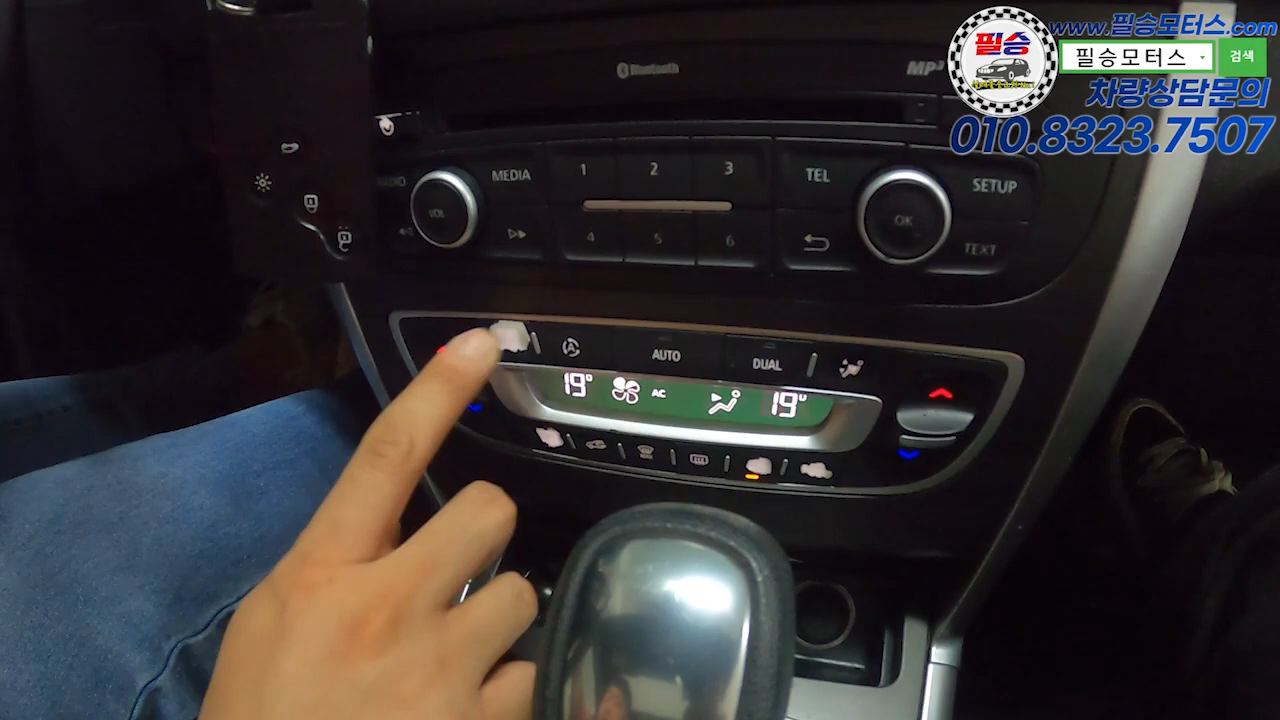 www.필승모터스.com
필승
필승모터스
검색
차량상담문의
010.8323.7507
Bluetooth
MP3
RADIO
MEDIA
1
2
3
TEL
SETUP
VOL
OK
4
5
6
TEXT
AUTO
DUAL
19°
AC
19°